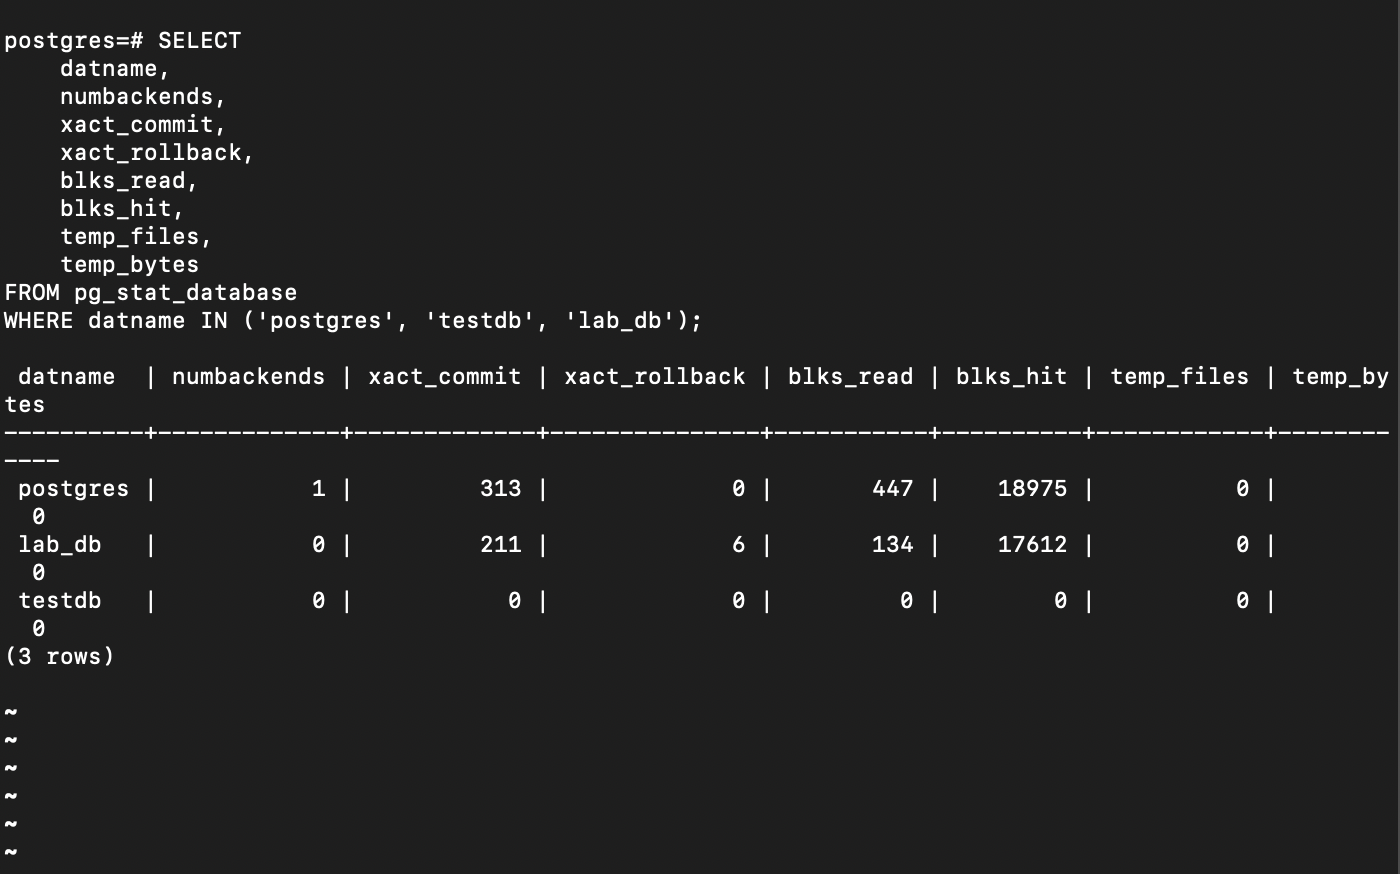 postgres=# SELECT
    datname,
    numbackends,
    xact_commit,
    xact_rollback,
    blks_read,
    blks_hit,
    temp_files,
    temp_bytes
FROM pg_stat_database
WHERE datname IN ('postgres', 'testdb', 'lab_db');

 datname  | numbackends | xact_commit | xact_rollback | blks_read | blks_hit | temp_files | temp_by
tes
----------+-------------+-------------+---------------+-----------+----------+------------+--------
----
 postgres |           1 |         313 |             0 |       447 |    18975 |          0 |
  0
 lab_db   |           0 |         211 |             6 |       134 |    17612 |          0 |
  0
 testdb   |           0 |           0 |             0 |         0 |        0 |          0 |
  0
(3 rows)

~
~
~
~
~
~